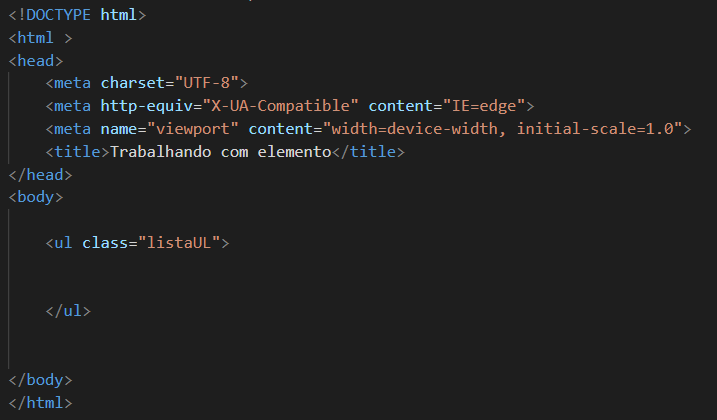 <!DOCTYPE html>
<html >
<head>
    <meta charset="UTF-8">
    <meta http-equiv="X-UA-Compatible" content="IE=edge">
    <meta name="viewport" content="width=device-width, initial-scale=1.0">
    <title>Trabalhando com elemento</title>
</head>
<body>
    <ul class="listaUL">
    </ul>
</body>
</html>